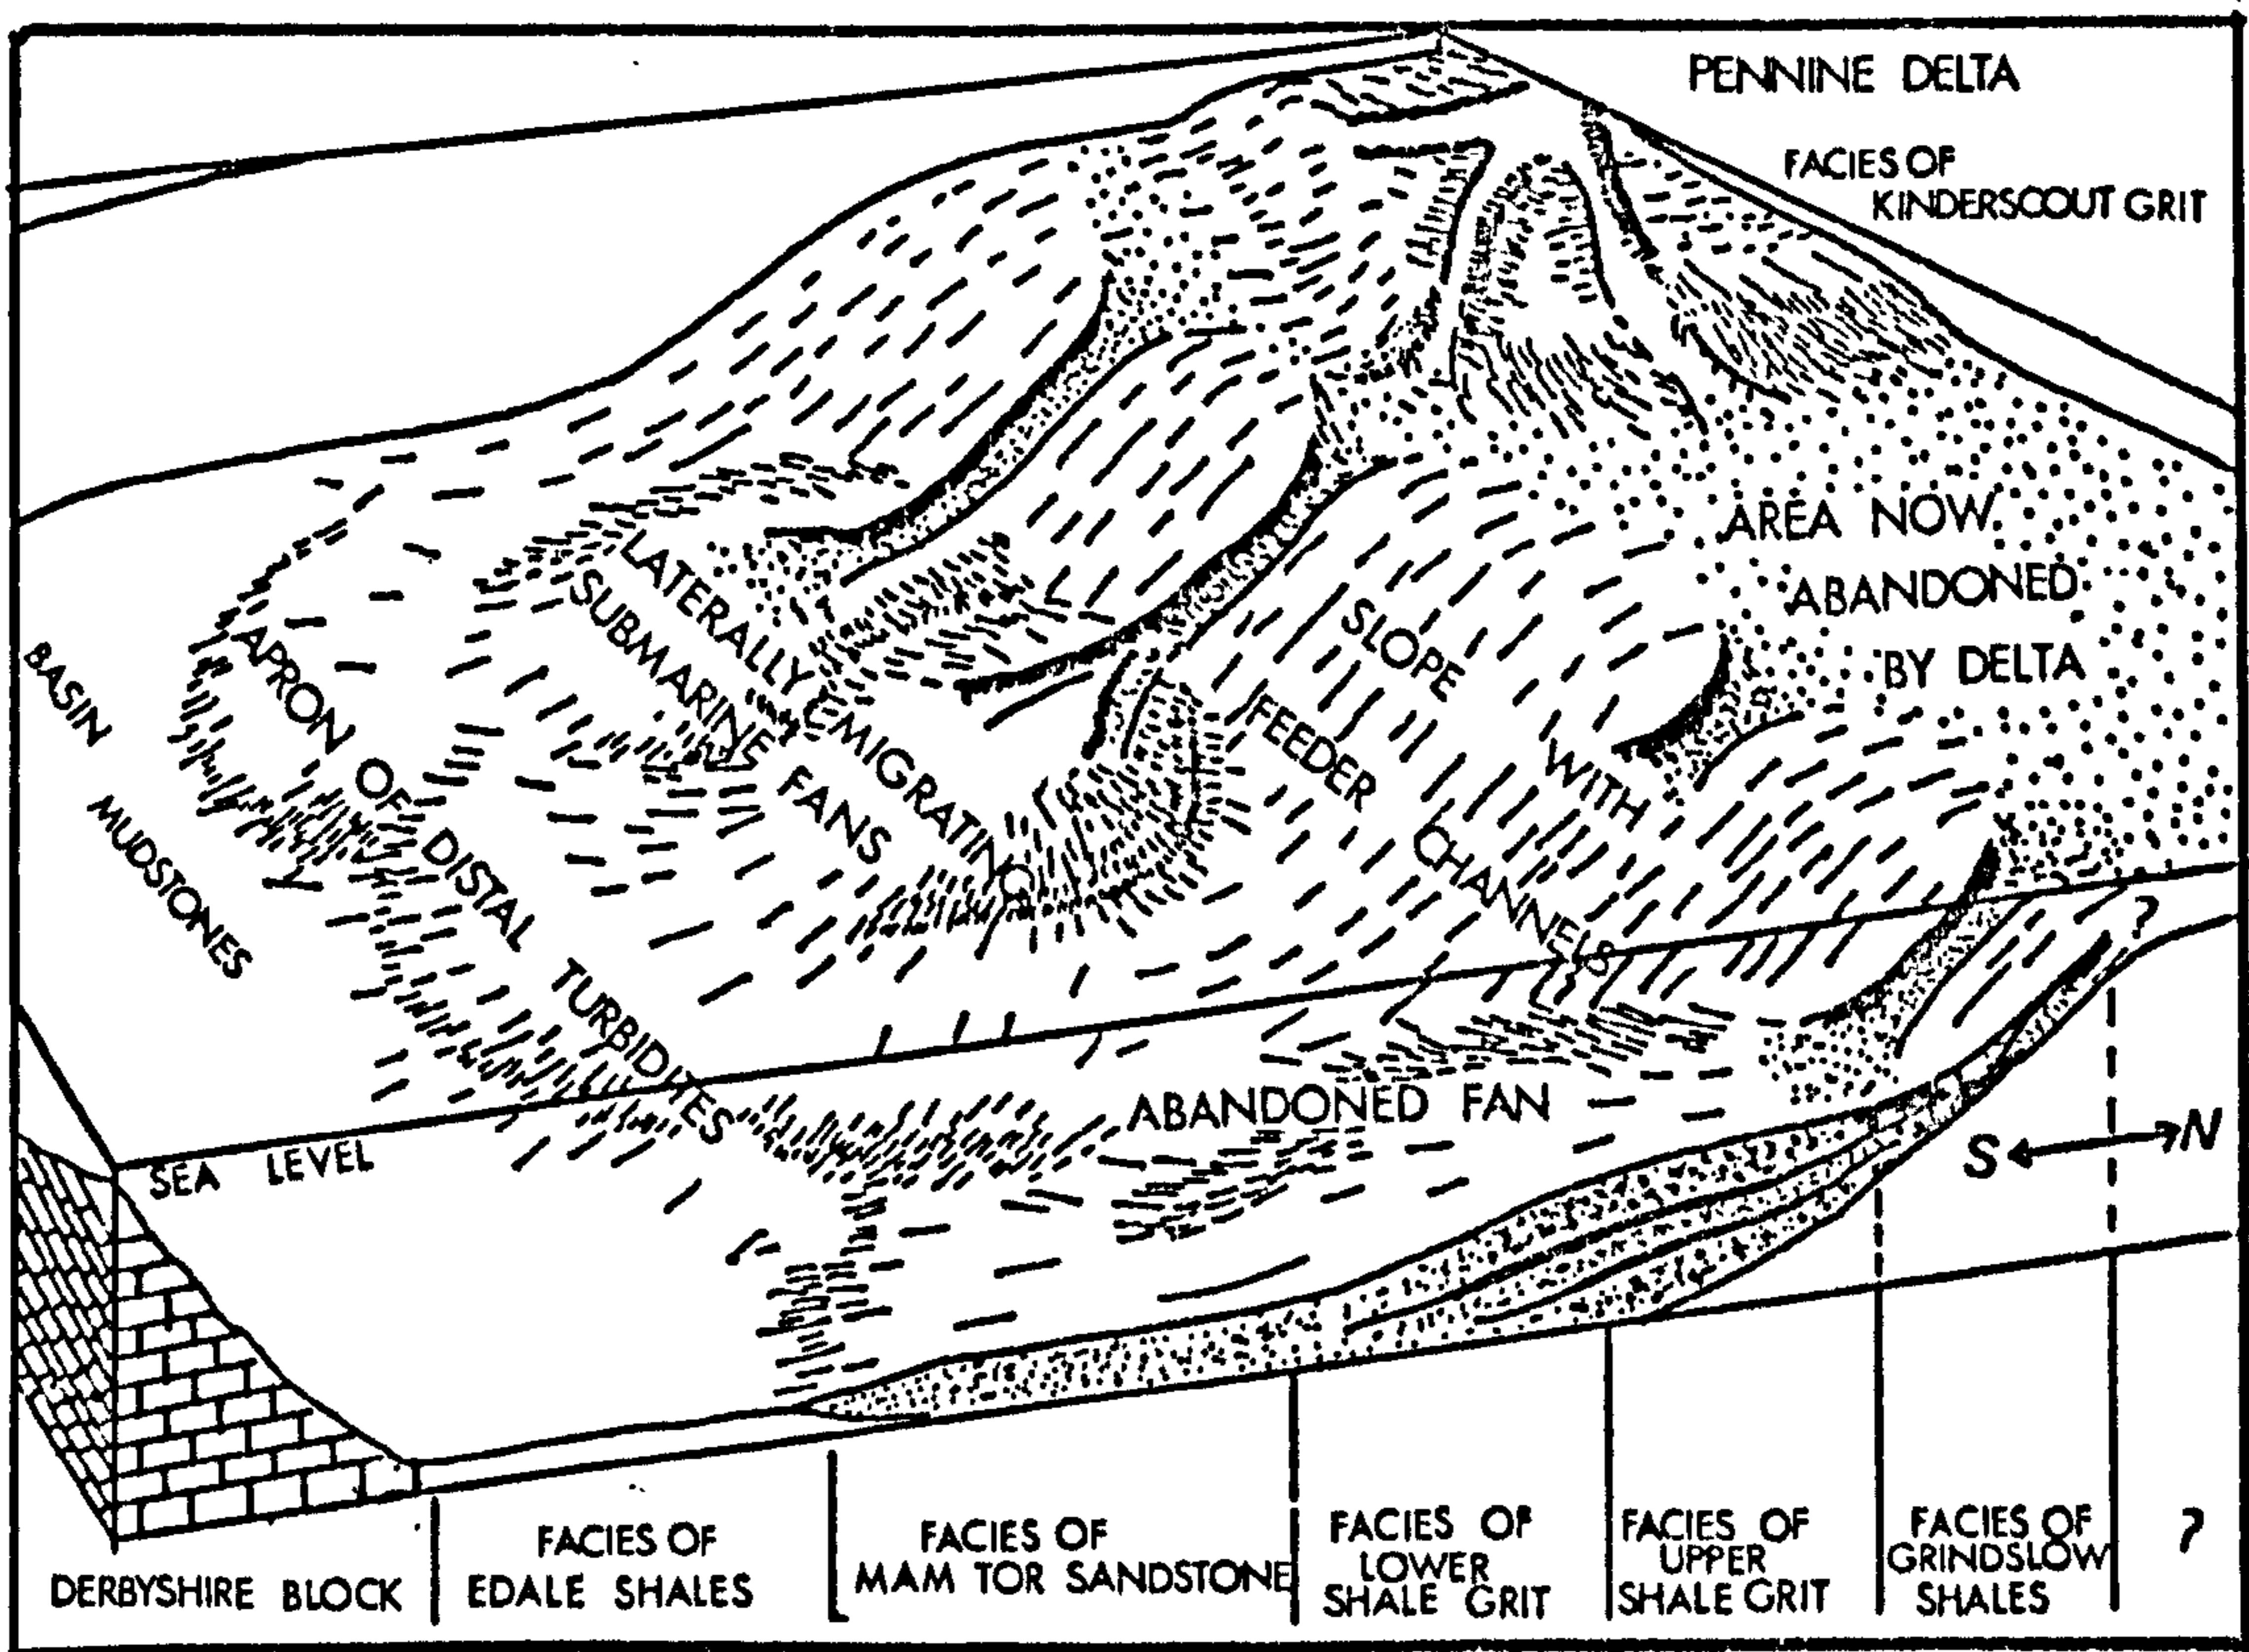 PENNINE DELTA
FACIES OF
KINDERSCOUT GRIT
AREA NOW
ABANDONED
BY DELTA
SLOPE
WITH
FEEDER
CHANNELS
LATERALLY EMIGRATING
SUBMARINE
FANS
APRON OF DISTAL TURBIDITES
BASIN
MUDSTONES
ABANDONED FAN
SEA LEVEL
?
S N
DERBYSHIRE BLOCK
FACIES OF
EDALE SHALES
FACIES OF
MAM TOR SANDSTONE
FACIES OF
LOWER
SHALE GRIT
FACIES OF
UPPER
SHALE GRIT
FACIES OF
GRINDSLOW
SHALES
?